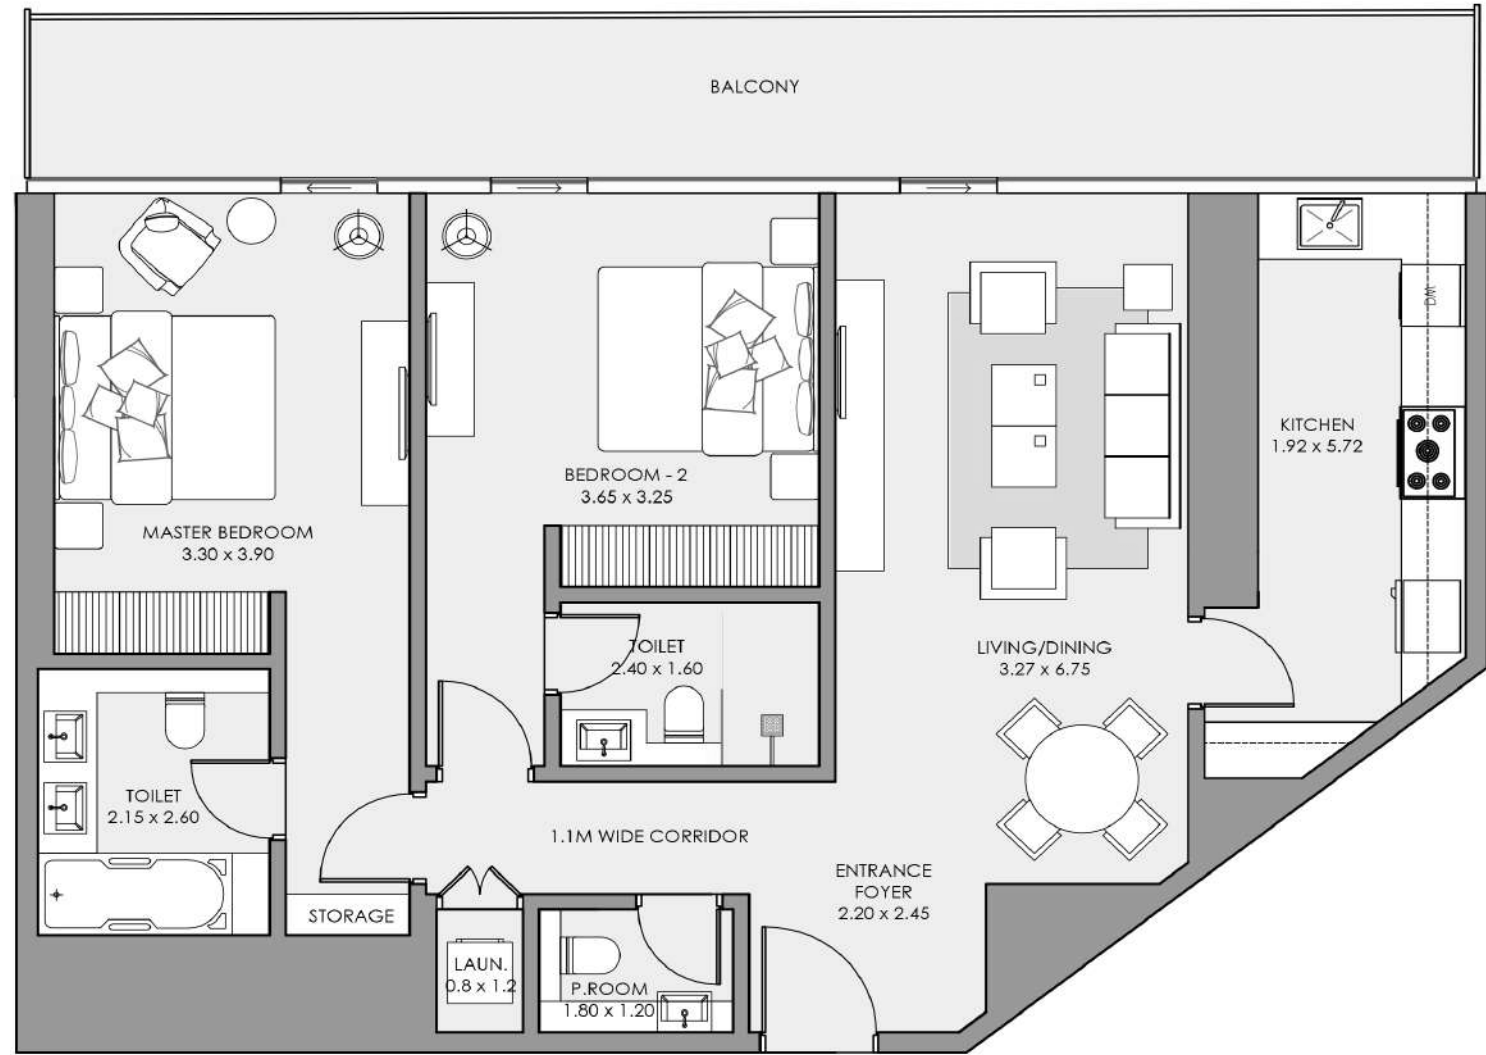 BALCONY
DW
KITCHEN
1.92 x 5.72
BEDROOM - 2
3.65 x 3.25
MASTER BEDROOM
3.30 x 3.90
TOILET
2.40 x 1.60
LIVING/DINING
3.27 x 6.75
TOILET
2.15 x 2.60
1.1M WIDE CORRIDOR
ENTRANCE
FOYER
2.20 x 2.45
STORAGE
LAUN.
0.8 x 1.2
P.ROOM
1.80 x 1.20